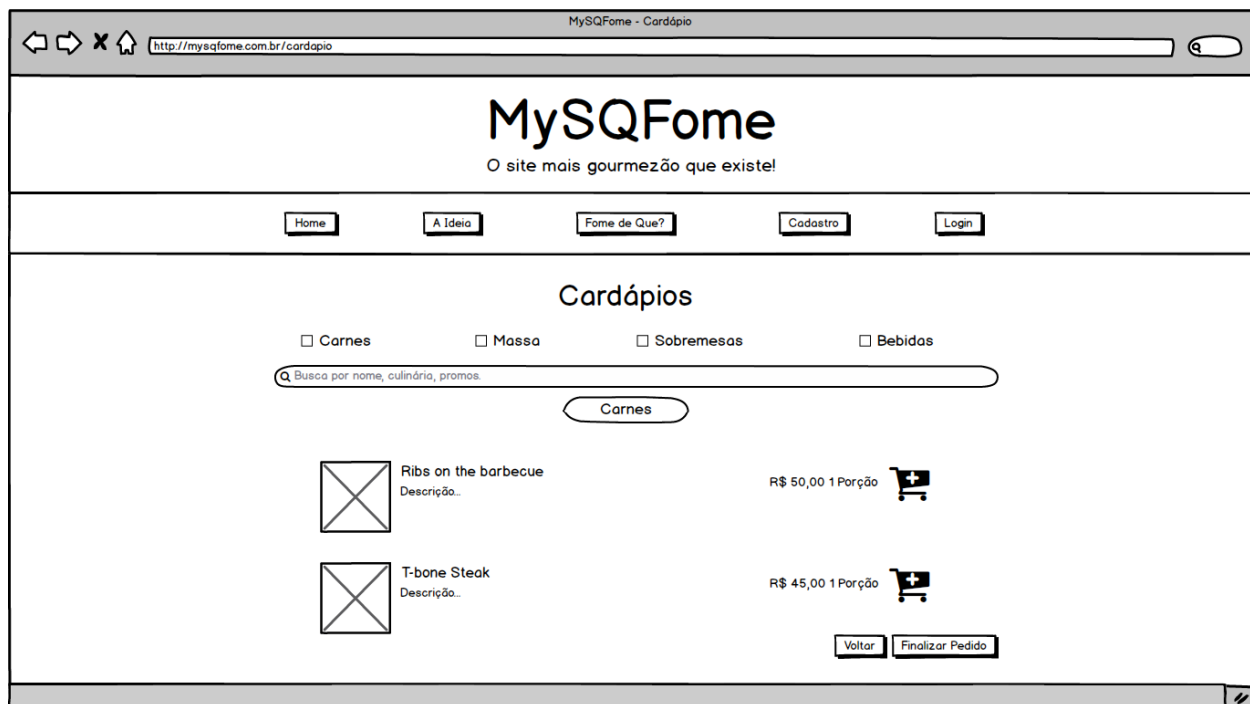 MySQFome - Cardápio
http://mysqfome.com.br/cardapio
MySQFome
O site mais gourmezão que existe!
Home A Ideia Fome de Que? Cadastro Login
Cardápios
Carnes Massa Sobremesas Bebidas
Busca por nome, culinária, promos.
Carnes
Ribs on the barbecue
R$ 50,00 1 Porção
Descrição...
T-bone Steak
R$ 45,00 1 Porção
Descrição...
Voltar Finalizar Pedido